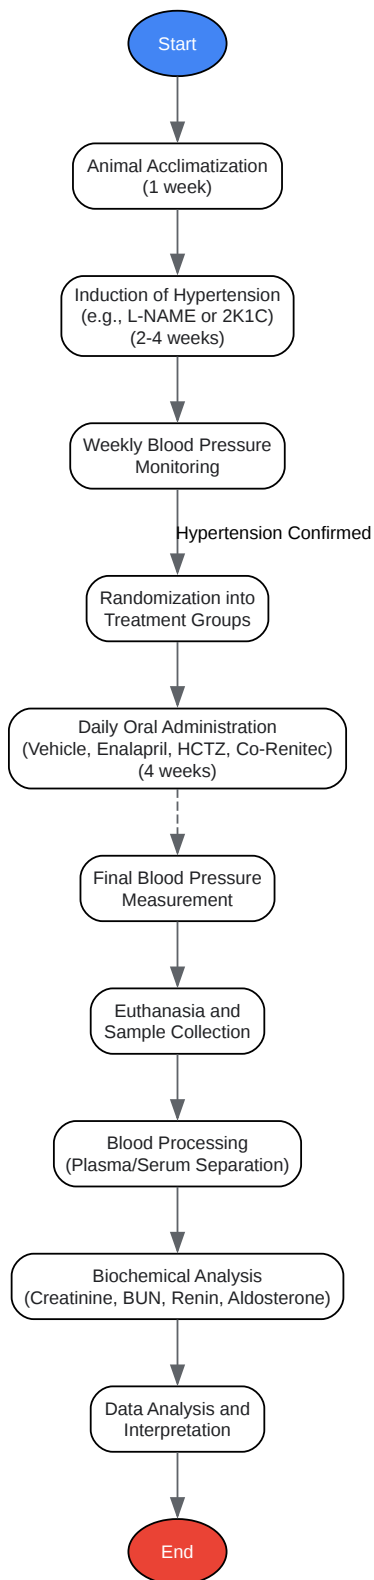 Start
Animal Acclimatization
(1 week)
Induction of Hypertension
(e.g., L-NAME or 2K1C)
(2-4 weeks)
Weekly Blood Pressure
Monitoring
Hypertension Confirmed
Randomization into
Treatment Groups
Daily Oral Administration
(Vehicle, Enalapril, HCTZ, Co-Renitec)
(4 weeks)
Final Blood Pressure
Measurement
Euthanasia and
Sample Collection
Blood Processing
(Plasma/Serum Separation)
Biochemical Analysis
(Creatinine, BUN, Renin, Aldosterone)
Data Analysis and
Interpretation
End